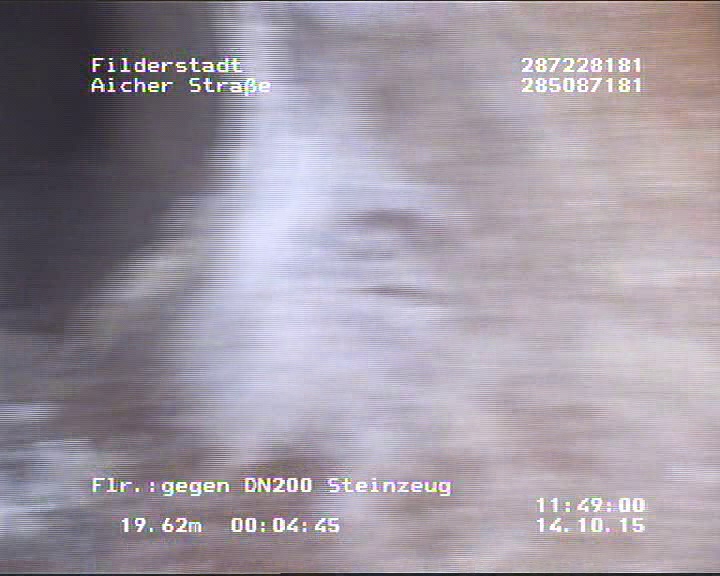 Filderstadt 287228181
Aicher Straße 285087181
Flr.:gegen DN200 Steinzeug
11:49:00
19.62m 00:04:45 14.10.15